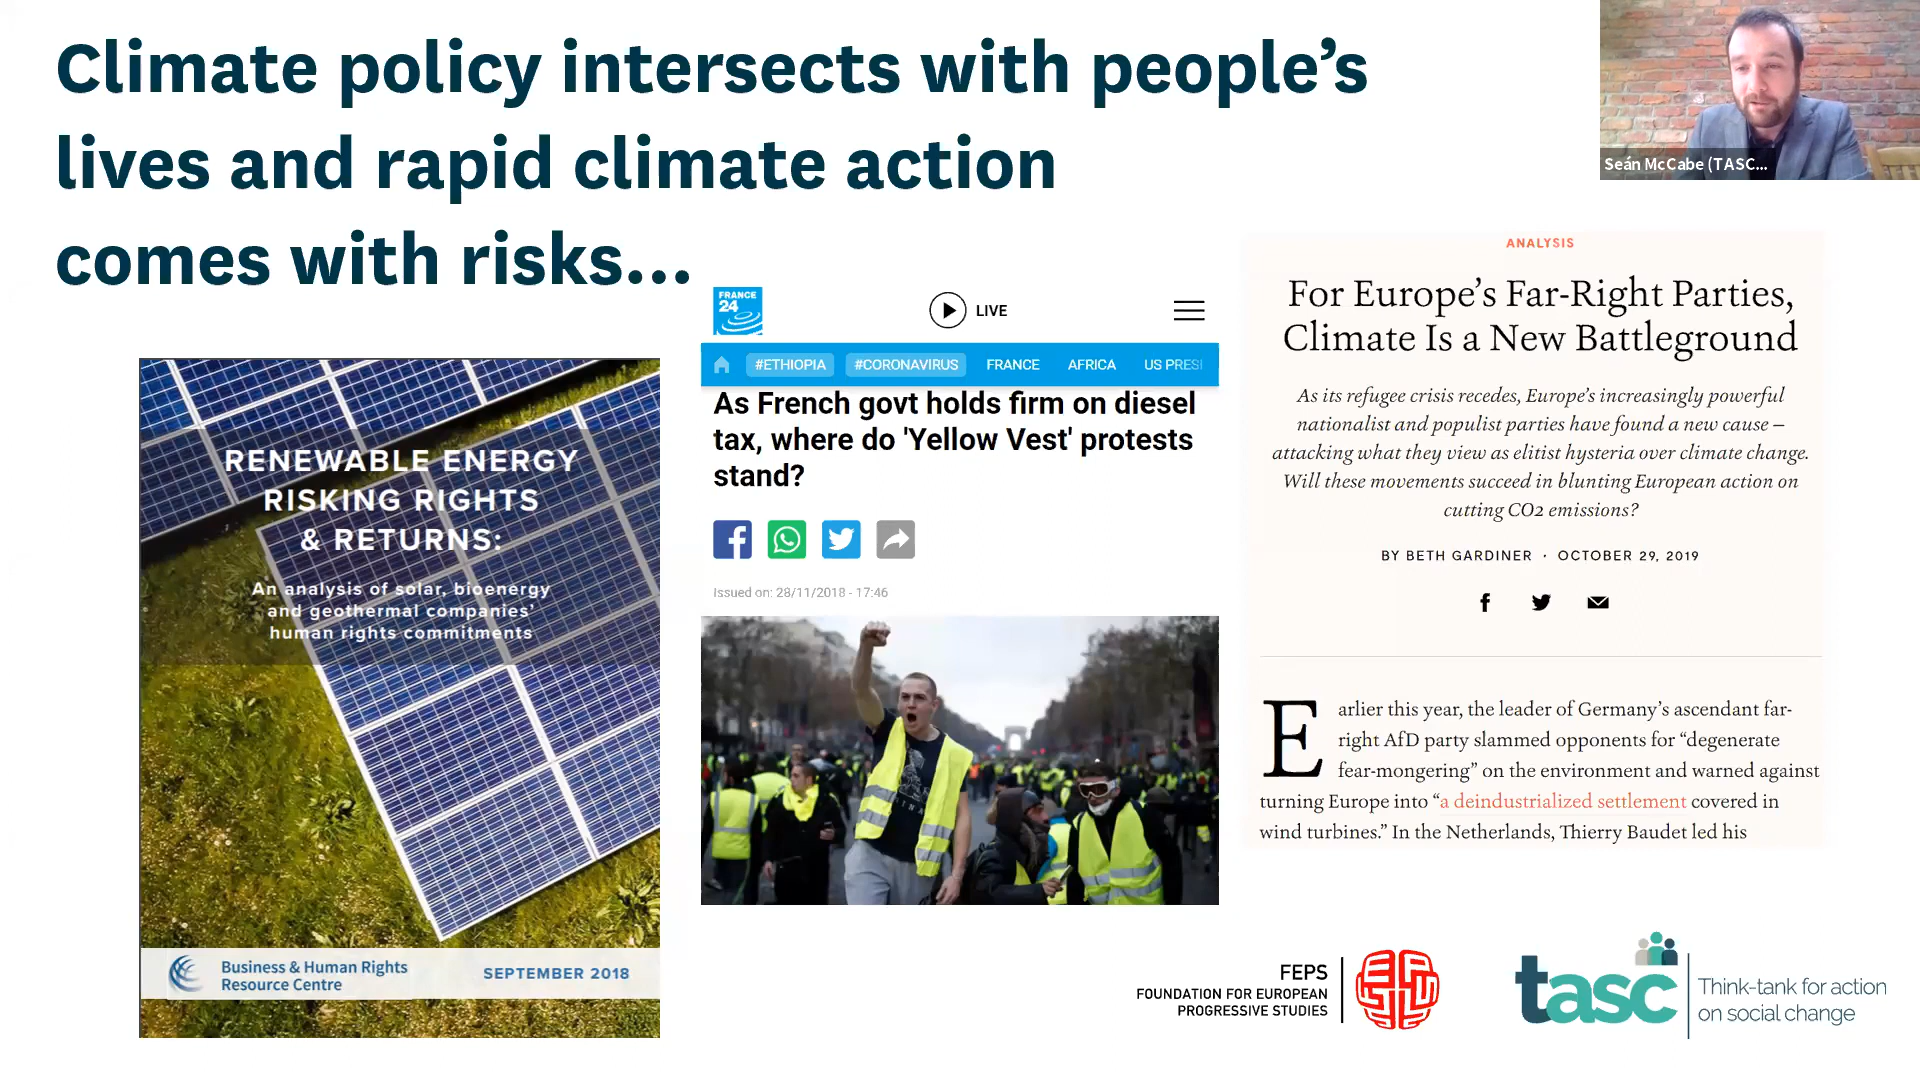 Climate policy intersects with people’s
lives and rapid climate action
comes with risks...
Seán McCabe (TASC...
RENEWABLE ENERGY
RISKING RIGHTS
& RETURNS:
An analysis of solar, bioenergy
and geothermal companies’
human rights commitments
Business & Human Rights
Resource Centre
SEPTEMBER 2018
FRANCE
24
LIVE
#ETHIOPIA #CORONAVIRUS FRANCE AFRICA US PRESI
As French govt holds firm on diesel
tax, where do 'Yellow Vest' protests
stand?
Issued on: 28/11/2018 - 17:46
ANALYSIS
For Europe’s Far-Right Parties,
Climate Is a New Battleground
As its refugee crisis recedes, Europe’s increasingly powerful
nationalist and populist parties have found a new cause –
attacking what they view as elitist hysteria over climate change.
Will these movements succeed in blunting European action on
cutting CO2 emissions?
BY BETH GARDINER · OCTOBER 29, 2019
Earlier this year, the leader of Germany’s ascendant far-
right AfD party slammed opponents for “degenerate
fear-mongering” on the environment and warned against
turning Europe into “a deindustrialized settlement covered in
wind turbines.” In the Netherlands, Thierry Baudet led his
FEPS
FOUNDATION FOR EUROPEAN
PROGRESSIVE STUDIES
tasc
Think-tank for action
on social change